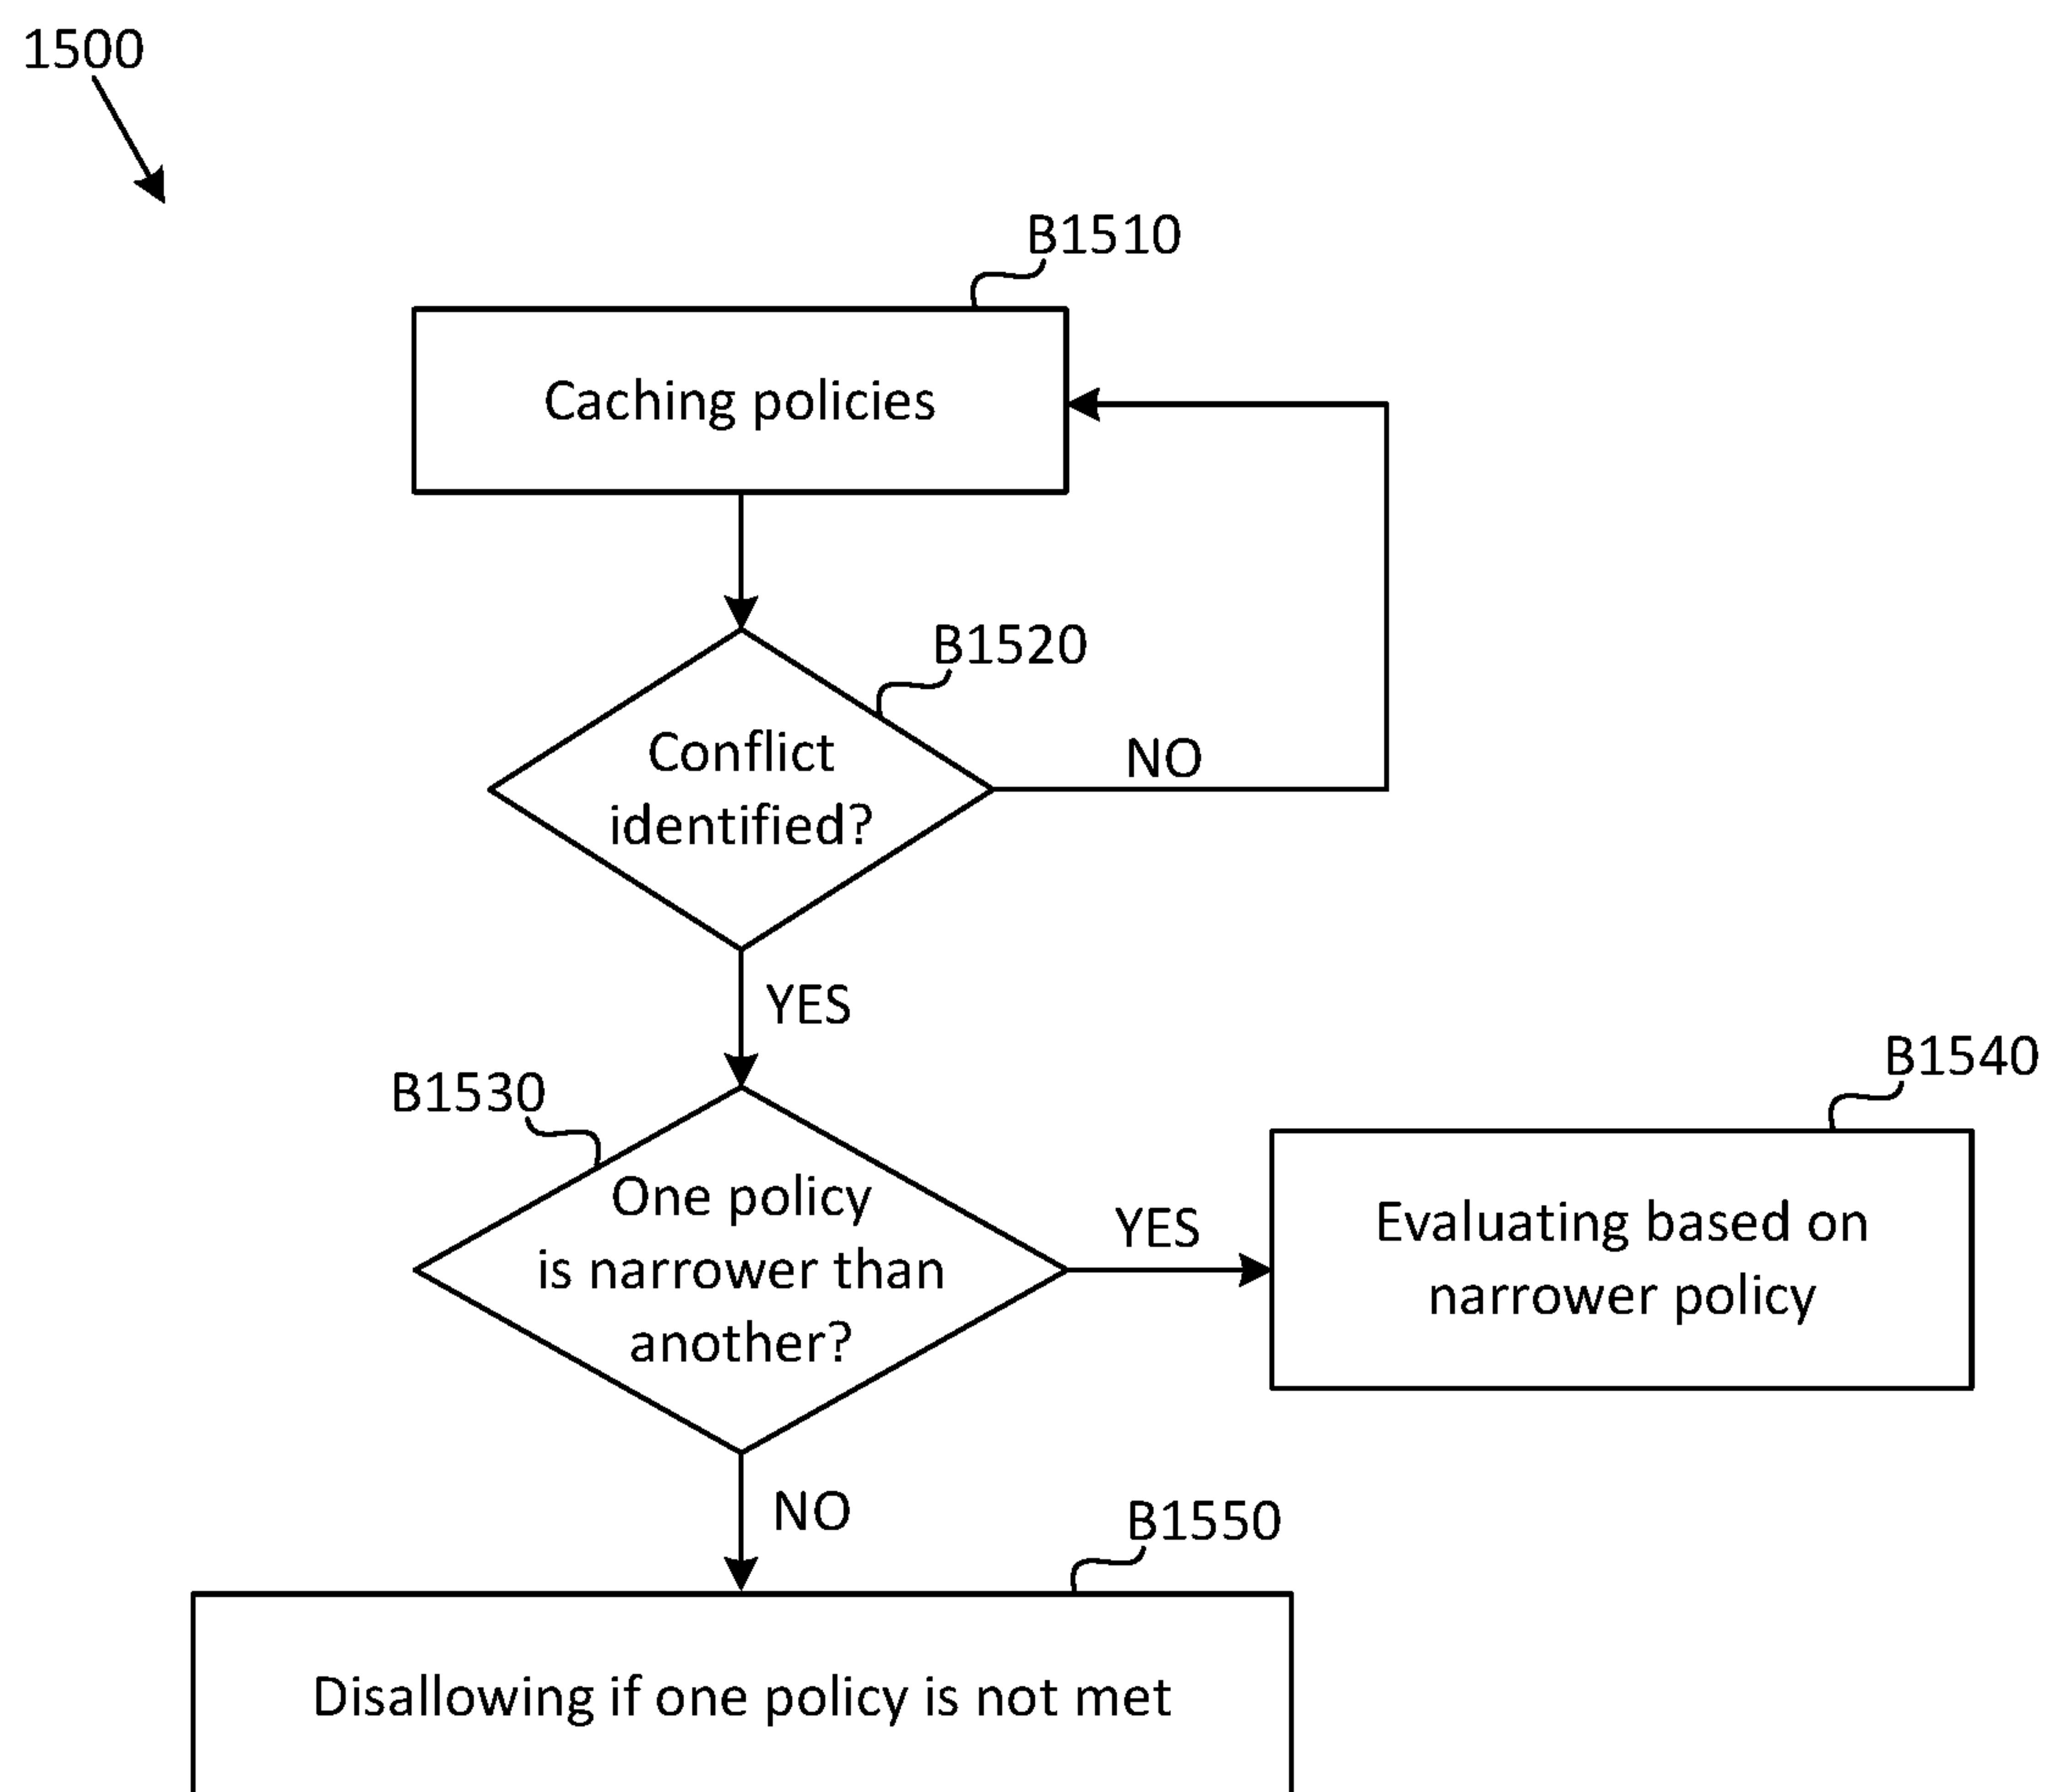 1500
B1510
Caching policies
B1520
Conflict
identified?
NO
YES
B1530
One policy
is narrower than
another?
YES
B1540
Evaluating based on
narrower policy
NO
B1550
Disallowing if one policy is not met